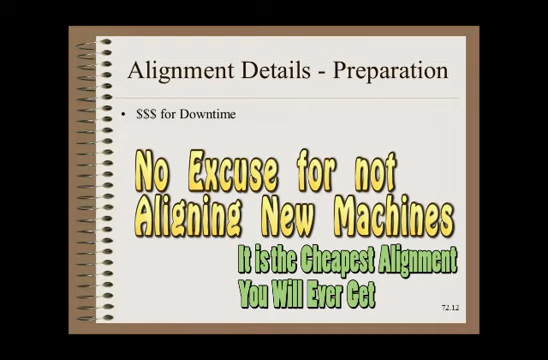 Alignment Details - Preparation
• $$$ for Downtime
No Excuse for not
Aligning New Machines
It is the Cheapest Alignment
You Will Ever Get
72.12